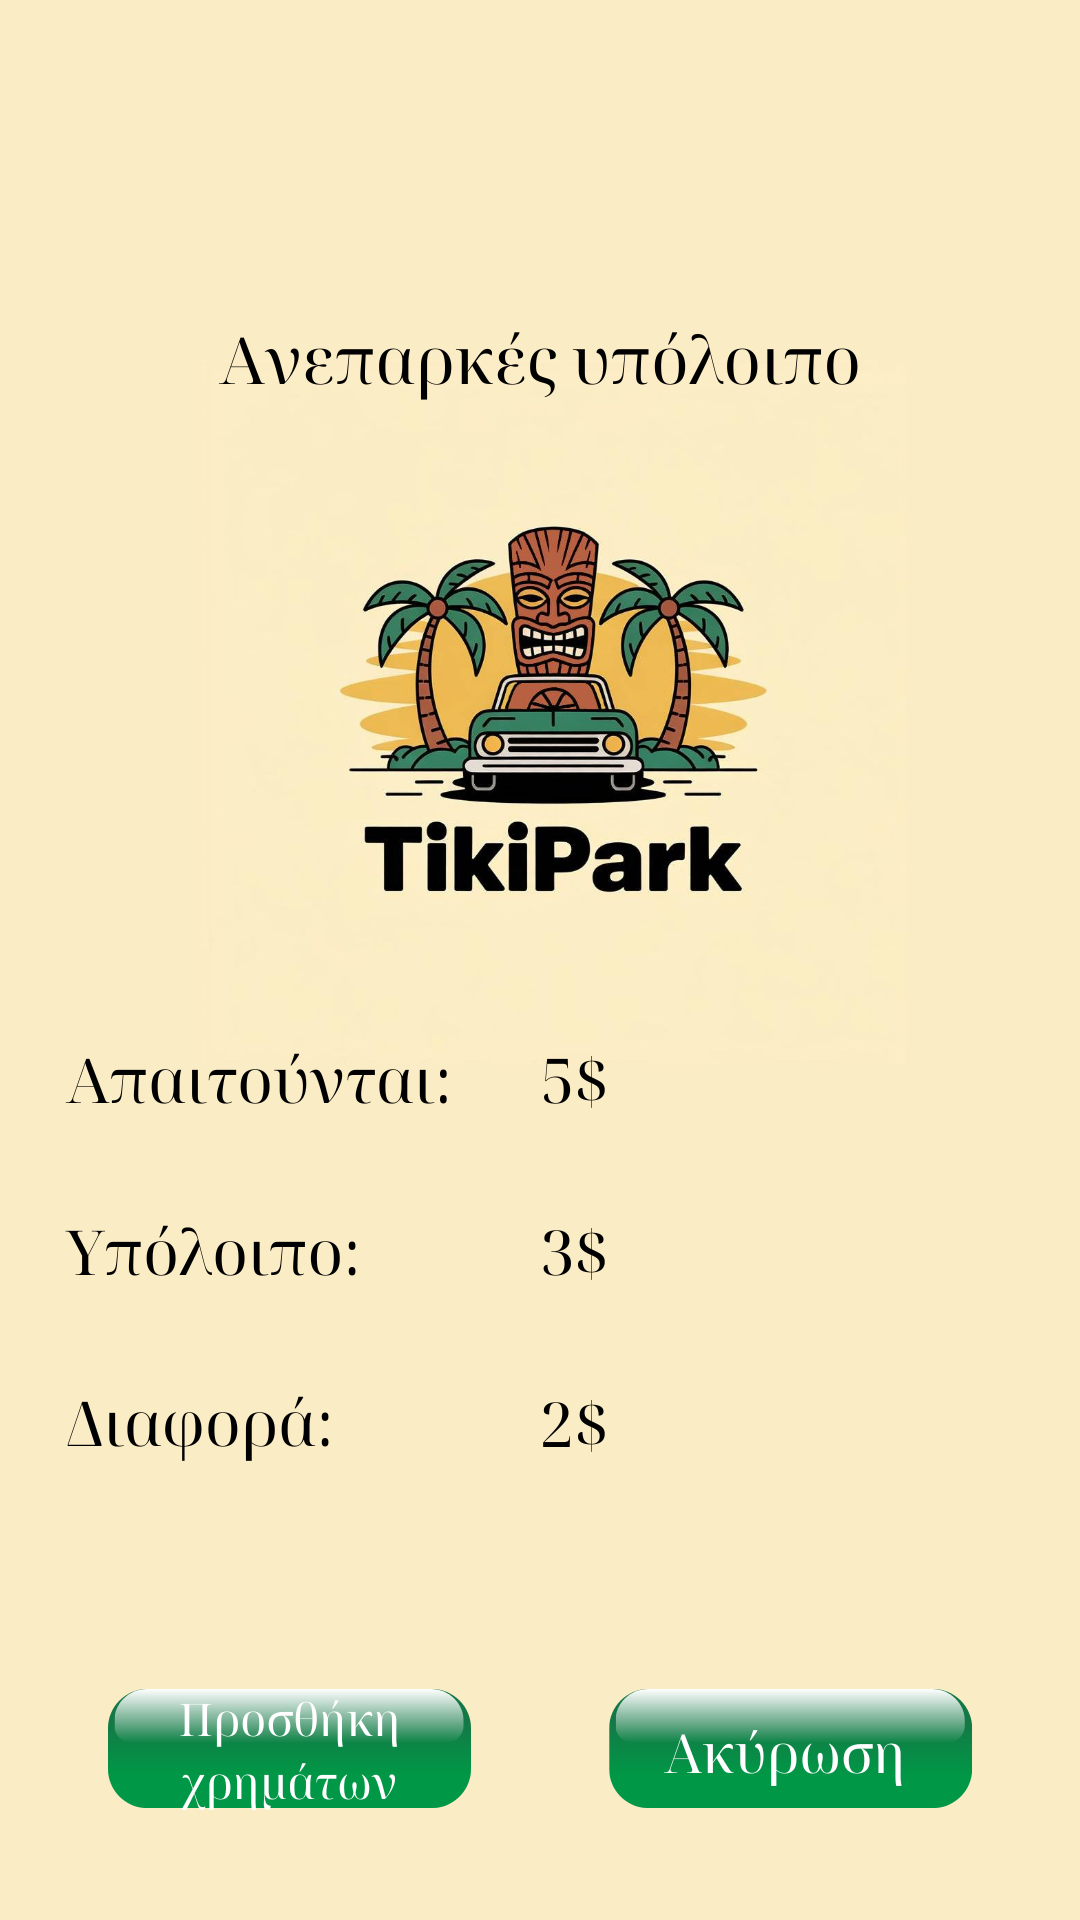 Ανεπαρκές υπόλοιπο
TikiPark
Απαιτούνται: 5$
Υπόλοιπο: 3$
Διαφορά: 2$
Προσθήκη
χρημάτων
Ακύρωση